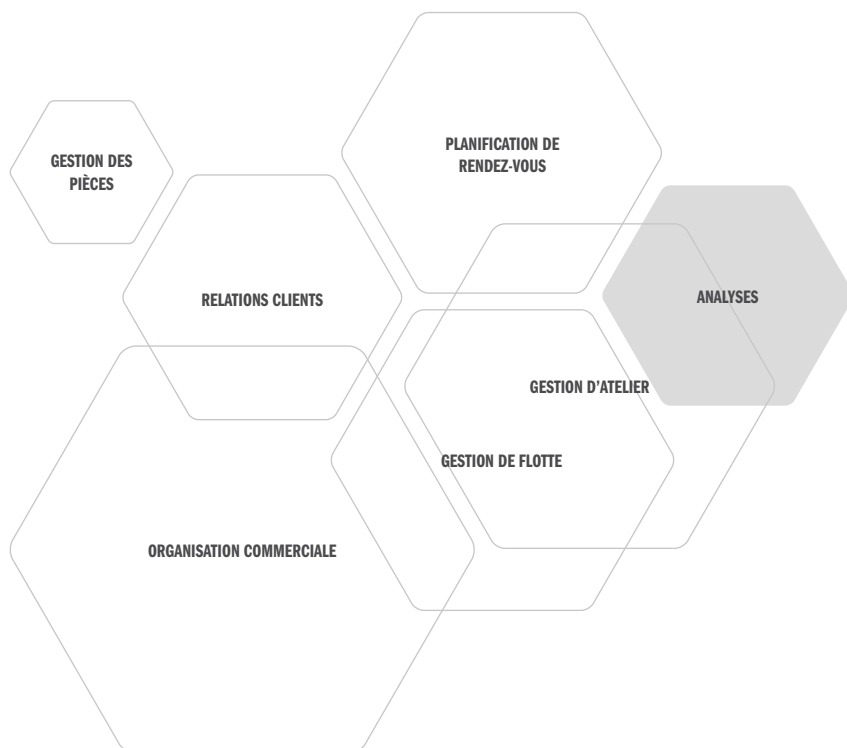 PLANIFICATION DE
RENDEZ-VOUS
GESTION DES
PIÈCES
RELATIONS CLIENTS
ANALYSES
GESTION D’ATELIER
GESTION DE FLOTTE
ORGANISATION COMMERCIALE